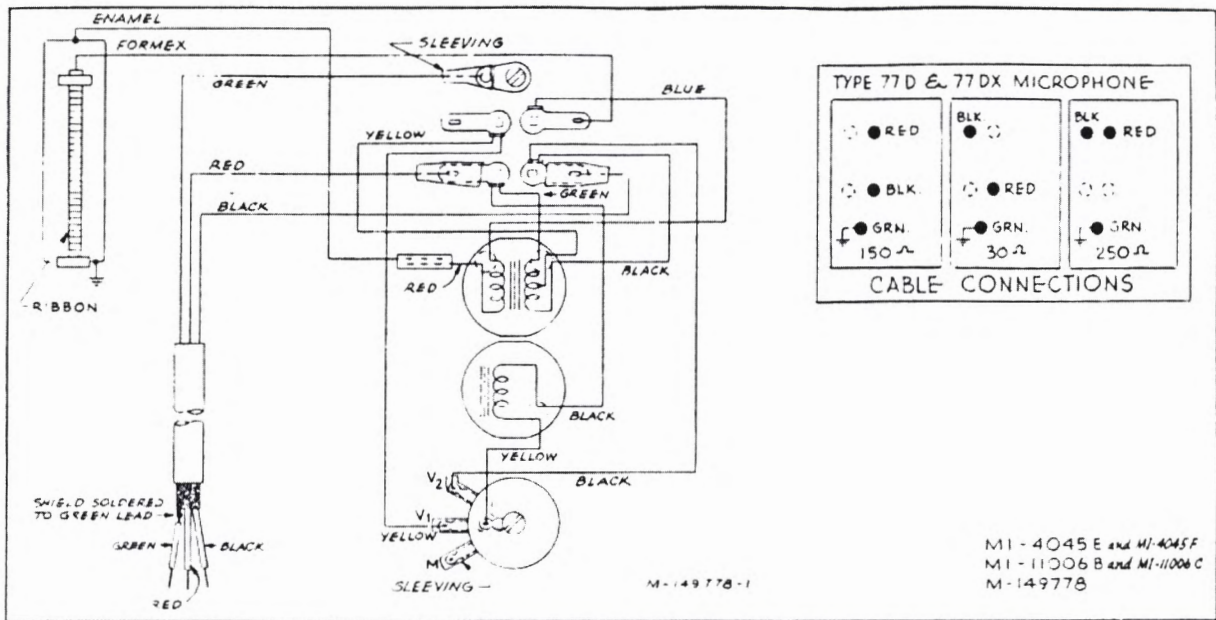 ENAMEL
FORMEX
SLEEVING
GREEN
BLUE
YELLOW
RED
GREEN
BLACK
BLACK
RED
RIBBON
BLACK
YELLOW
V2
BLACK
V1
YELLOW
M
SLEEVING
SHIELD SOLDERED
TO GREEN LEAD
GREEN
BLACK
RED
M-149778-1
TYPE 77D & 77DX MICROPHONE
RED
BLK.
GRN.
150 Ω
BLK.
RED
GRN.
30 Ω
BLK
RED
GRN
250 Ω
CABLE CONNECTIONS
MI-4045E and MI-4045F
MI-11006B and MI-11006C
M-149778